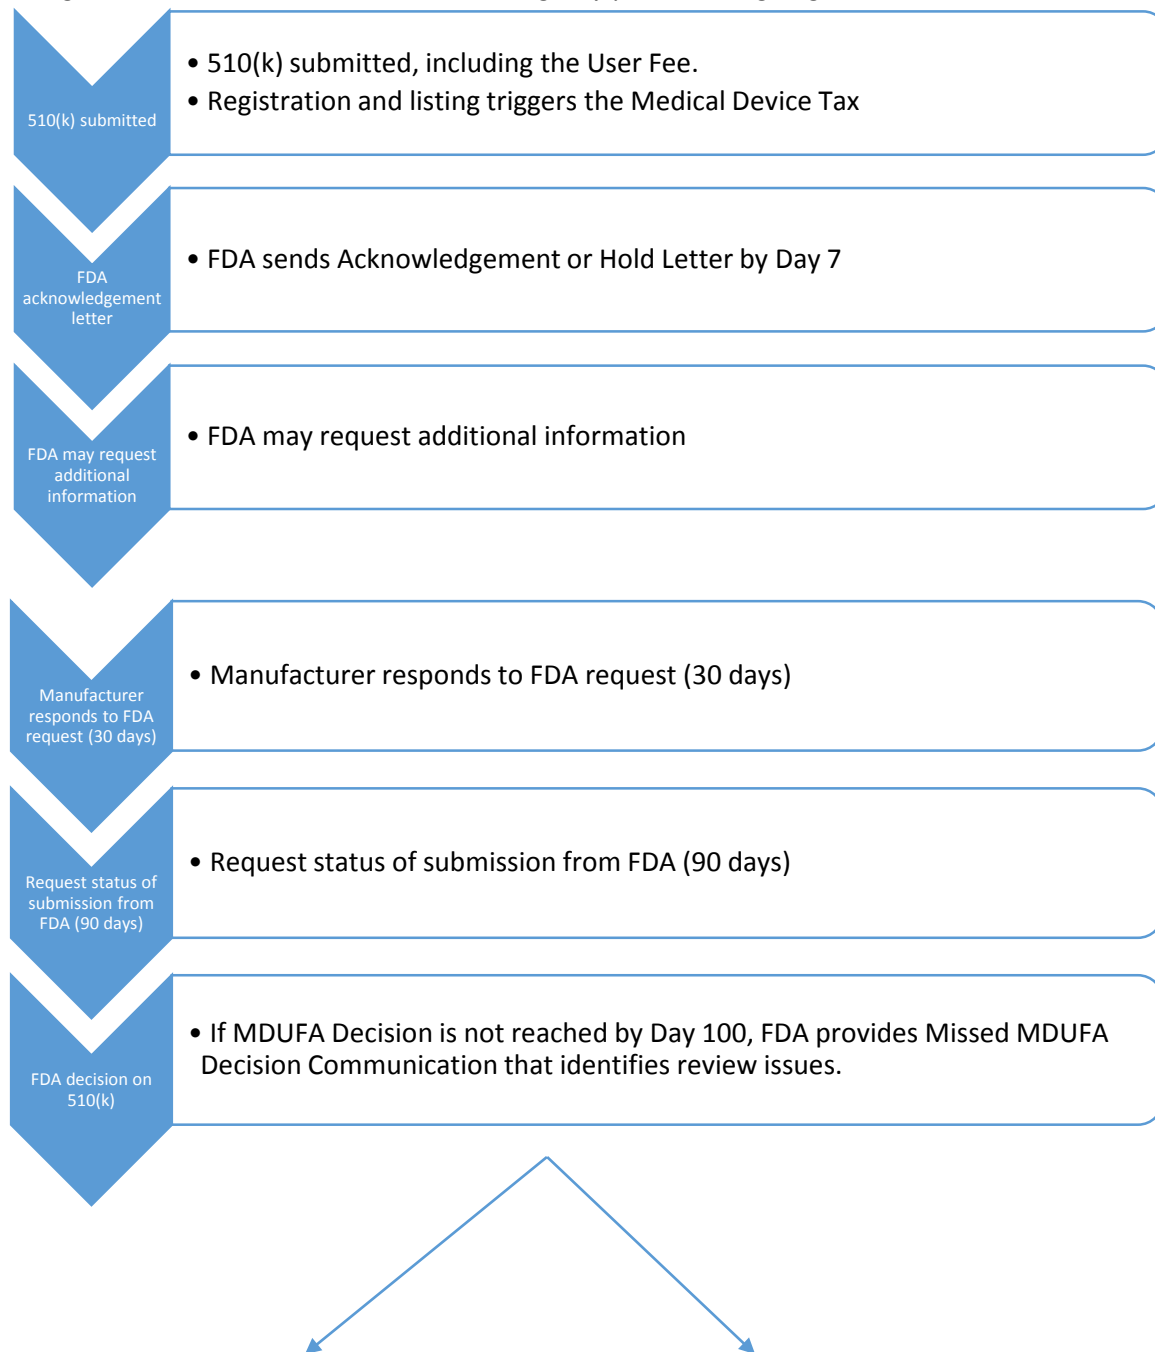 510(k) submitted
• 510(k) submitted, including the User Fee.
• Registration and listing triggers the Medical Device Tax
FDA
acknowledgement
letter
• FDA sends Acknowledgement or Hold Letter by Day 7
FDA may request
additional
information
• FDA may request additional information
Manufacturer
responds to FDA
request (30 days)
• Manufacturer responds to FDA request (30 days)
Request status of
submission from
FDA (90 days)
• Request status of submission from FDA (90 days)
FDA decision on
510(k)
• If MDUFA Decision is not reached by Day 100, FDA provides Missed MDUFA
Decision Communication that identifies review issues.